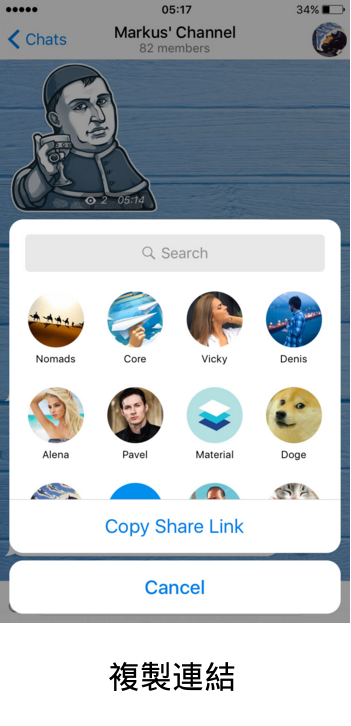 05:17
34%
Chats
Markus' Channel
82 members
2 05:14
Search
Nomads
Core
Vicky
Denis
Alena
Pavel
Material
Doge
Copy Share Link
Cancel
複製連結